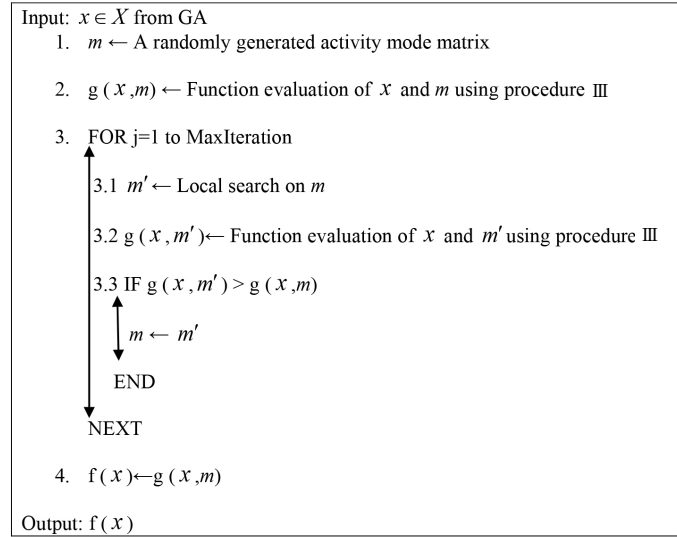 Input: x ∈ X from GA
1. m ← A randomly generated activity mode matrix
2. g ( x ,m) ← Function evaluation of x and m using procedure Ⅲ
3. FOR j=1 to MaxIteration
3.1 m′ ← Local search on m
3.2 g ( x , m′ )← Function evaluation of x and m′ using procedure Ⅲ
3.3 IF g ( x , m′ ) > g ( x ,m)
m ← m′
END
NEXT
4. f ( x )←g ( x ,m)
Output: f ( x )